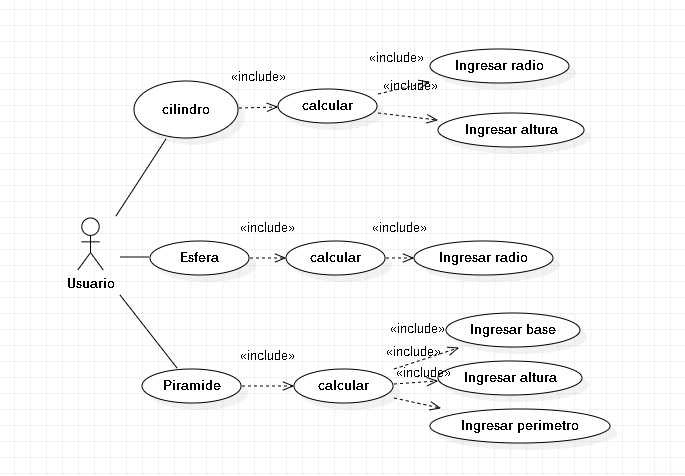 «include»
Ingresar radio
«include»
«include»
cilindro
calcular
Ingresar altura
«include»
«include»
Esfera
calcular
Ingresar radio
Usuario
«include»
Ingresar base
«include»
«include»
«include»
Piramide
calcular
Ingresar altura
Ingresar perimetro